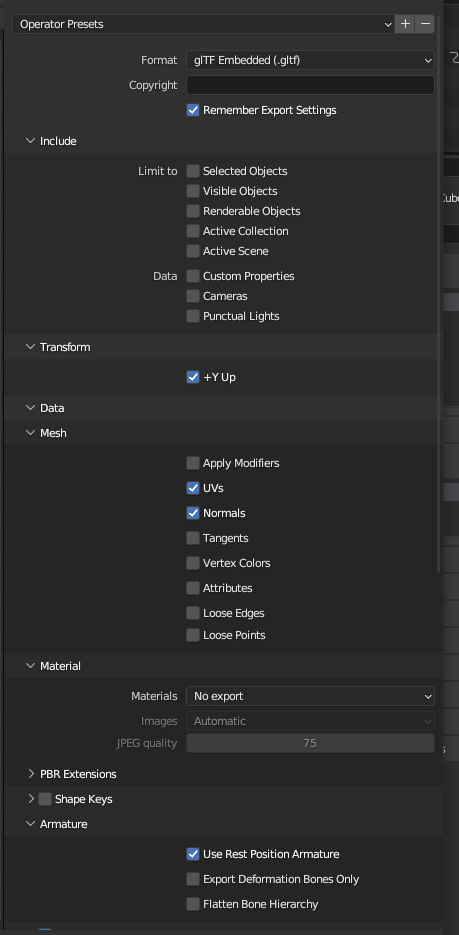 Operator Presets
Format glTF Embedded (.gltf)
Copyright
Remember Export Settings
Include
Limit to Selected Objects
Visible Objects
Renderable Objects
Active Collection
Active Scene
Data Custom Properties
Cameras
Punctual Lights
Transform
+Y Up
Data
Mesh
Apply Modifiers
UVs
Normals
Tangents
Vertex Colors
Attributes
Loose Edges
Loose Points
Material
Materials No export
Images Automatic
JPEG quality 75
PBR Extensions
Shape Keys
Armature
Use Rest Position Armature
Export Deformation Bones Only
Flatten Bone Hierarchy